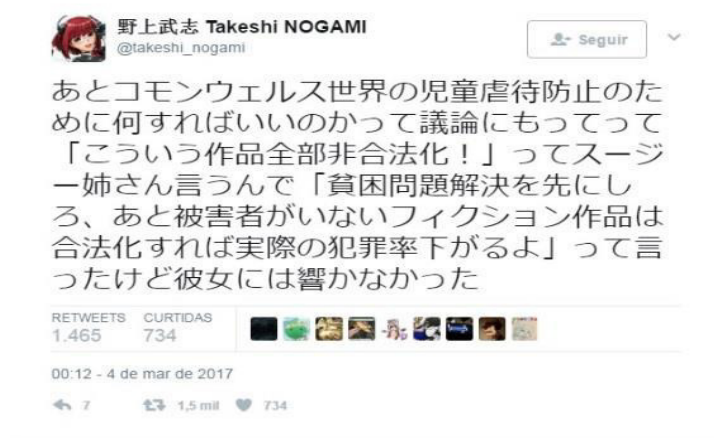 野上武志 Takeshi NOGAMI
@takeshi_nogami
Seguir
あとコモンウェルス世界の児童虐待防止のた
めに何すればいいのかって議論にもってって
「こういう作品全部非合法化！」ってスージ
ー姉さん言うんで「貧困問題解決を先にし
ろ、あと被害者がいないフィクション作品は
合法化すれば実際の犯罪率下がるよ」って言
ったけど彼女には響かなかった
RETWEETS CURTIDAS
1.465 734
00:12 - 4 de mar de 2017
7 1,5 mil 734